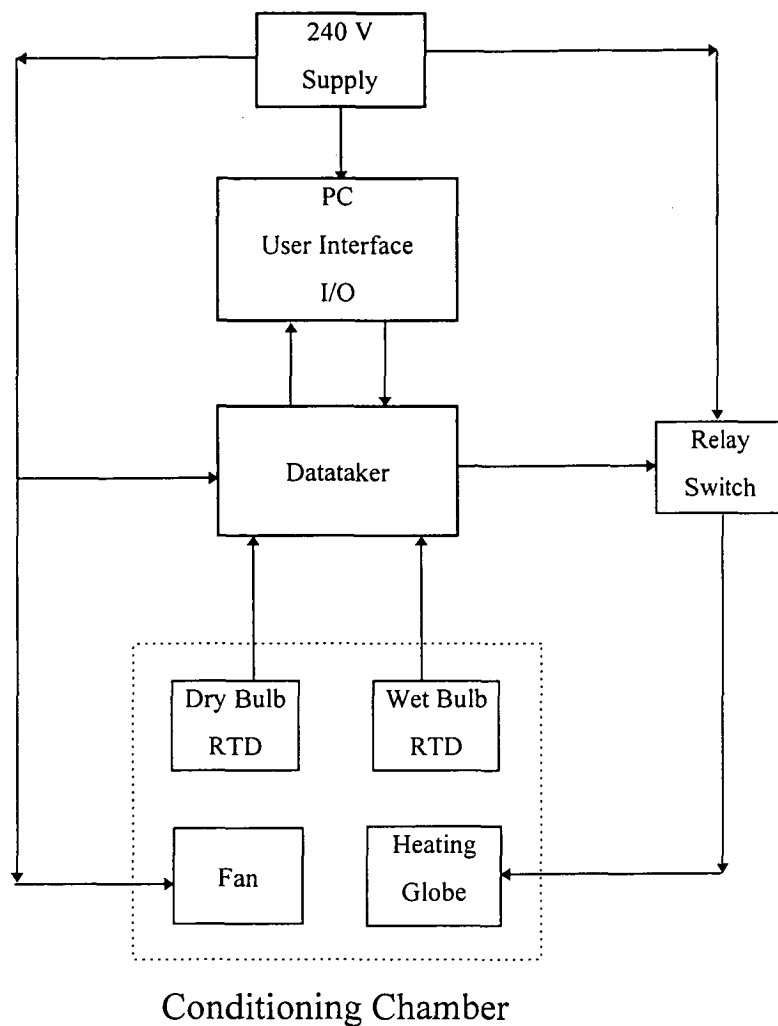 240 V
Supply
PC
User Interface
I/O
Datataker
Relay
Switch
Dry Bulb
RTD
Wet Bulb
RTD
Fan
Heating
Globe
Conditioning Chamber